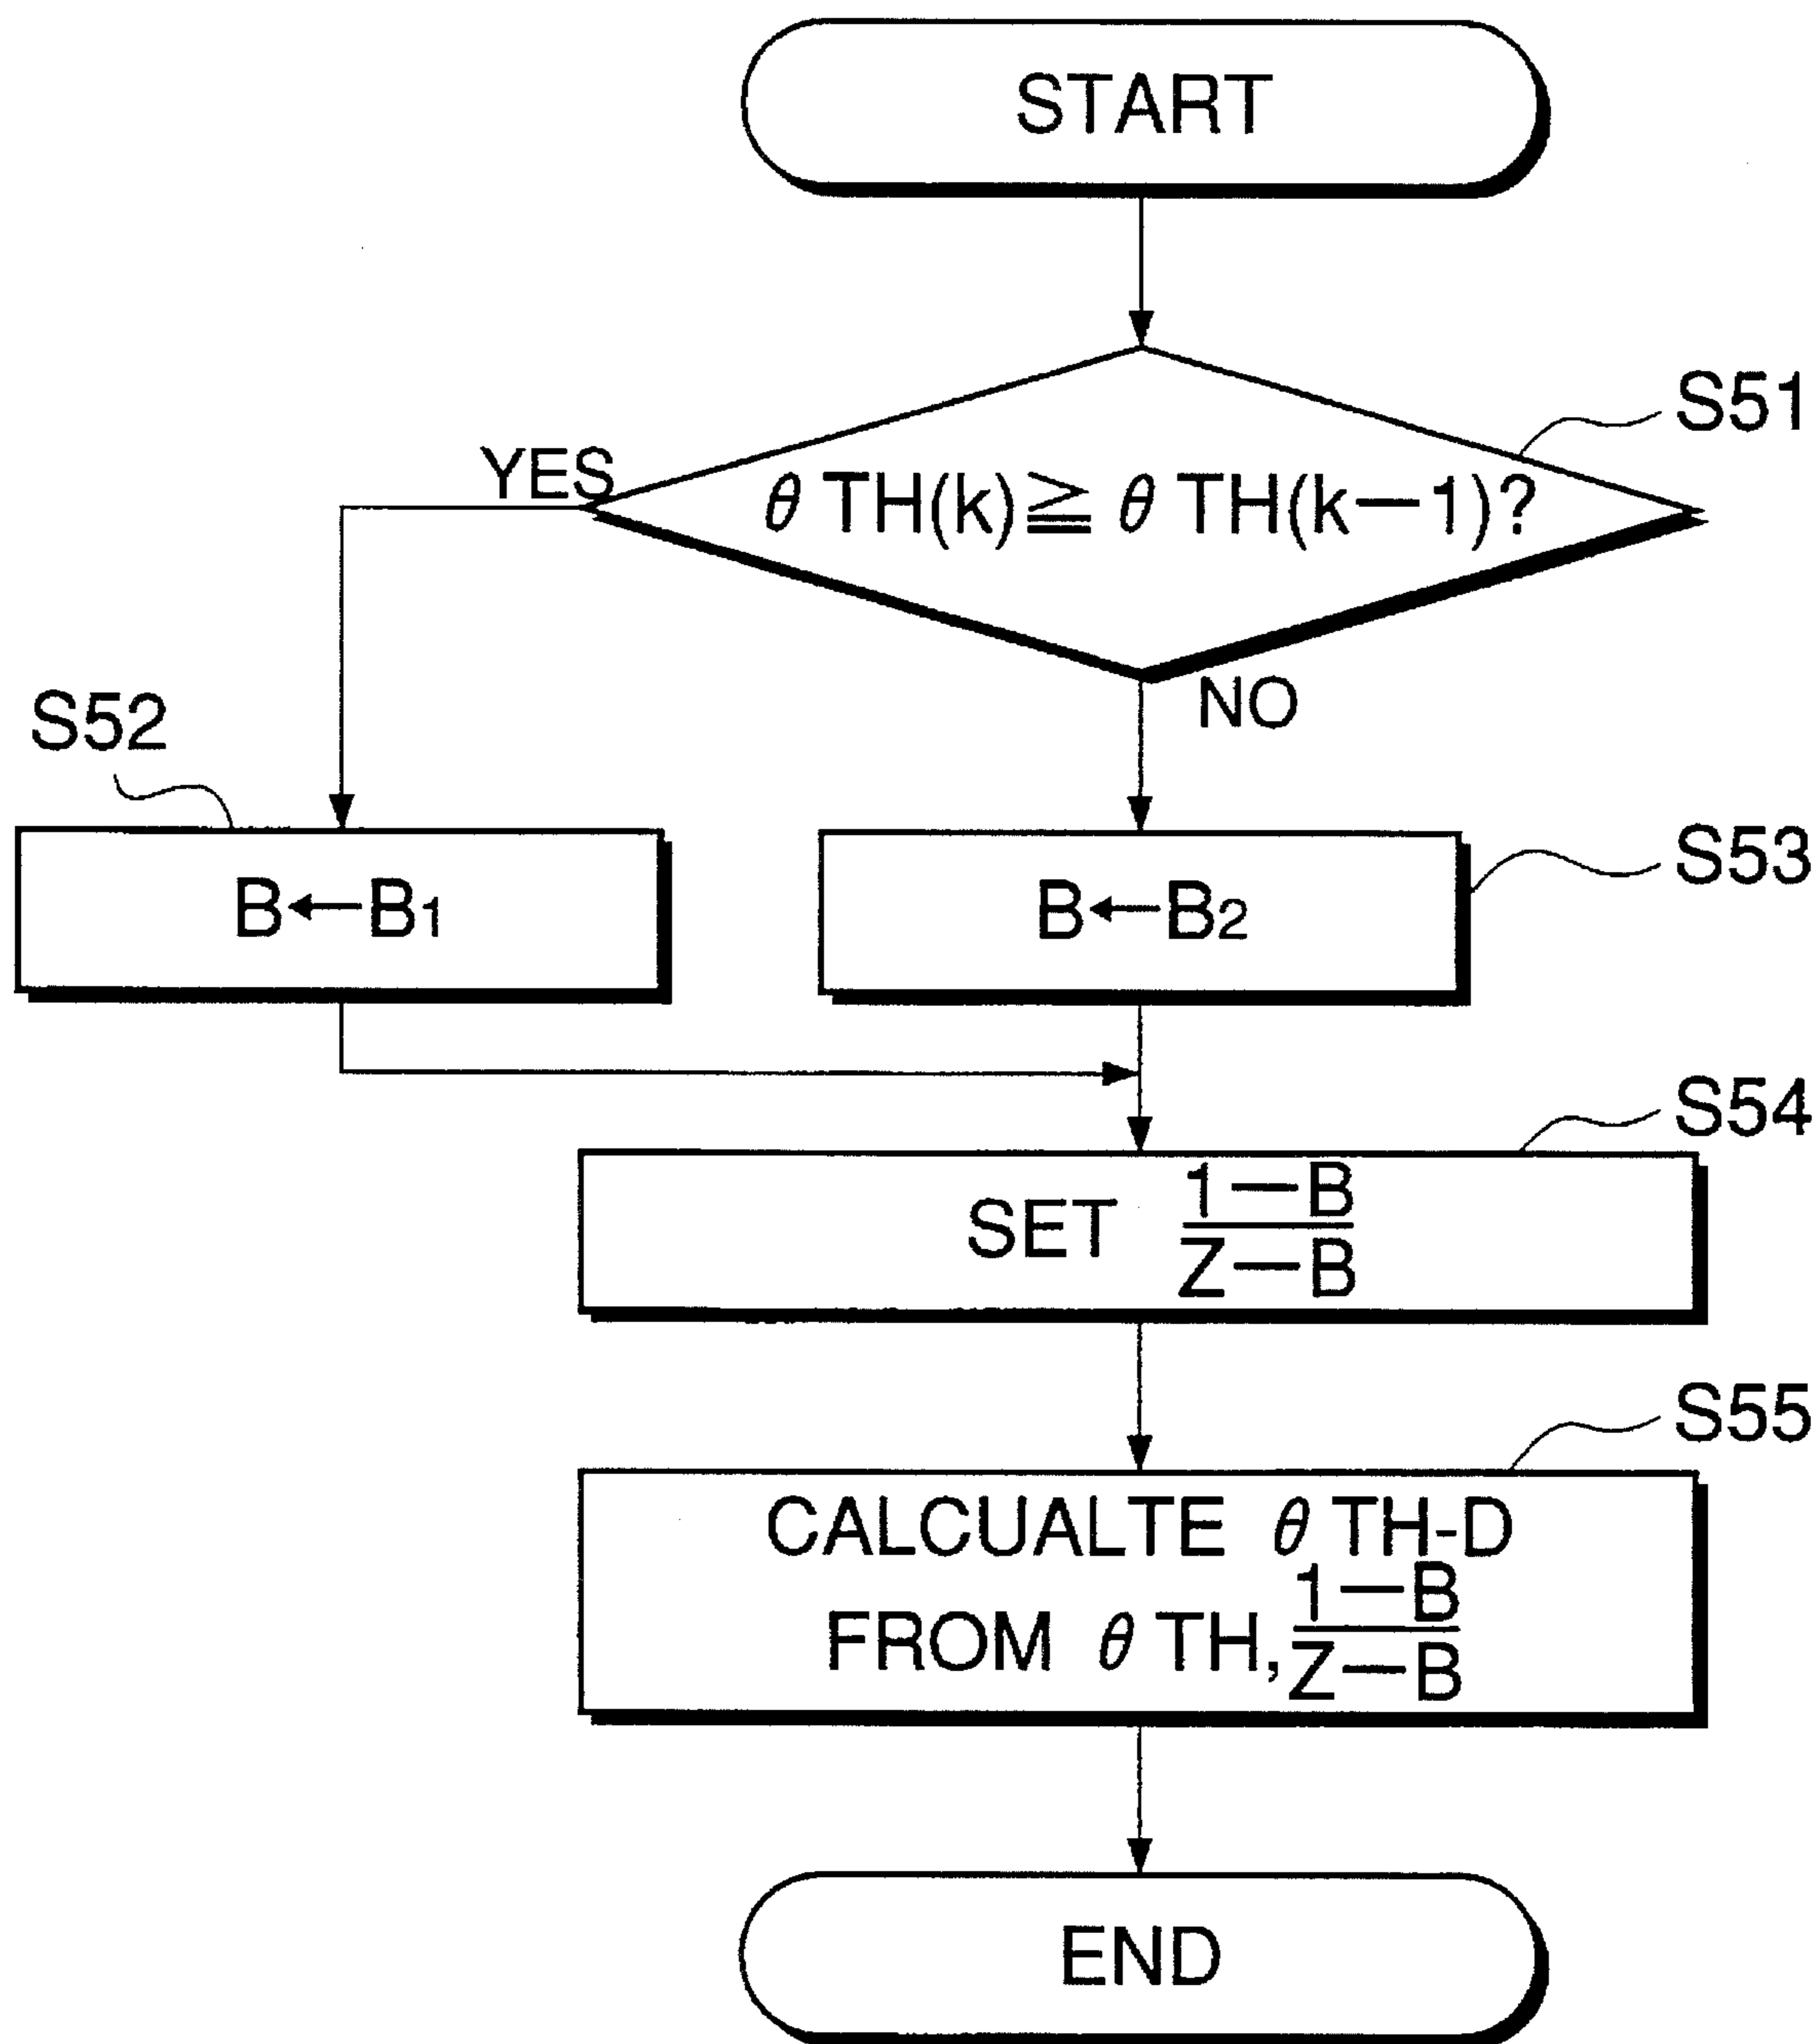 START
S51
YES
θ TH(k)≧ θ TH(k−1)?
NO
S52
S53
B←B1
B←B2
S54
SET 1−B
Z−B
S55
CALCUALTE θ TH-D
FROM θ TH, 1−B
Z−B
END